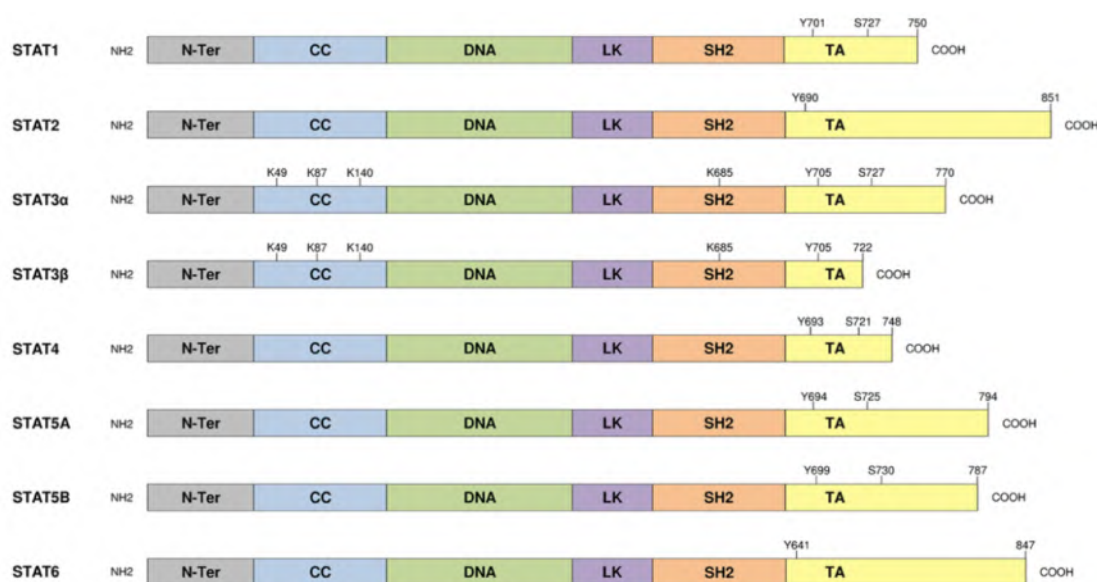 Y701 S727 750
STAT1 NH2 N-Ter CC DNA LK SH2 TA COOH
Y690 851
STAT2 NH2 N-Ter CC DNA LK SH2 TA COOH
K49 K87 K140 K685 Y705 S727 770
STAT3α NH2 N-Ter CC DNA LK SH2 TA COOH
K49 K87 K140 K685 Y705 722
STAT3β NH2 N-Ter CC DNA LK SH2 TA COOH
Y693 S721 748
STAT4 NH2 N-Ter CC DNA LK SH2 TA COOH
Y694 S725 794
STAT5A NH2 N-Ter CC DNA LK SH2 TA COOH
Y699 S730 787
STAT5B NH2 N-Ter CC DNA LK SH2 TA COOH
Y641 847
STAT6 NH2 N-Ter CC DNA LK SH2 TA COOH